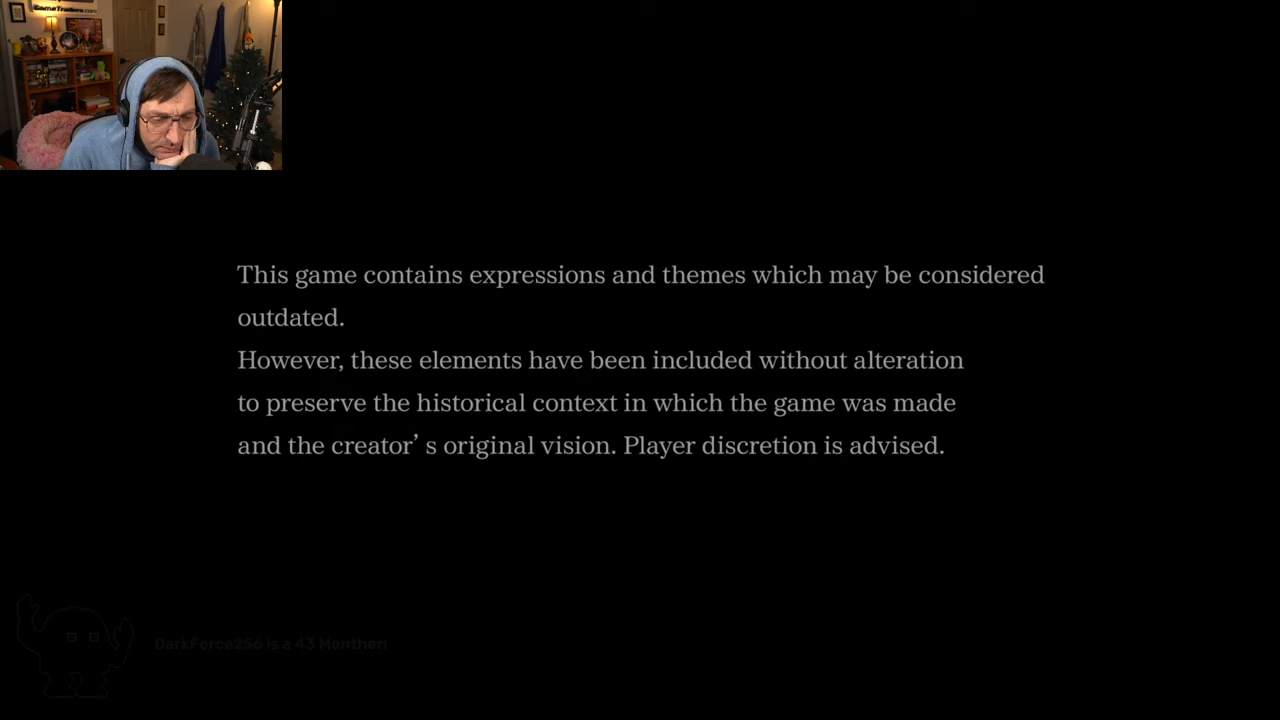 GameTrailers.com
This game contains expressions and themes which may be considered
outdated.
However, these elements have been included without alteration
to preserve the historical context in which the game was made
and the creator’s original vision. Player discretion is advised.
DarkForce256 is a 43 Monther!